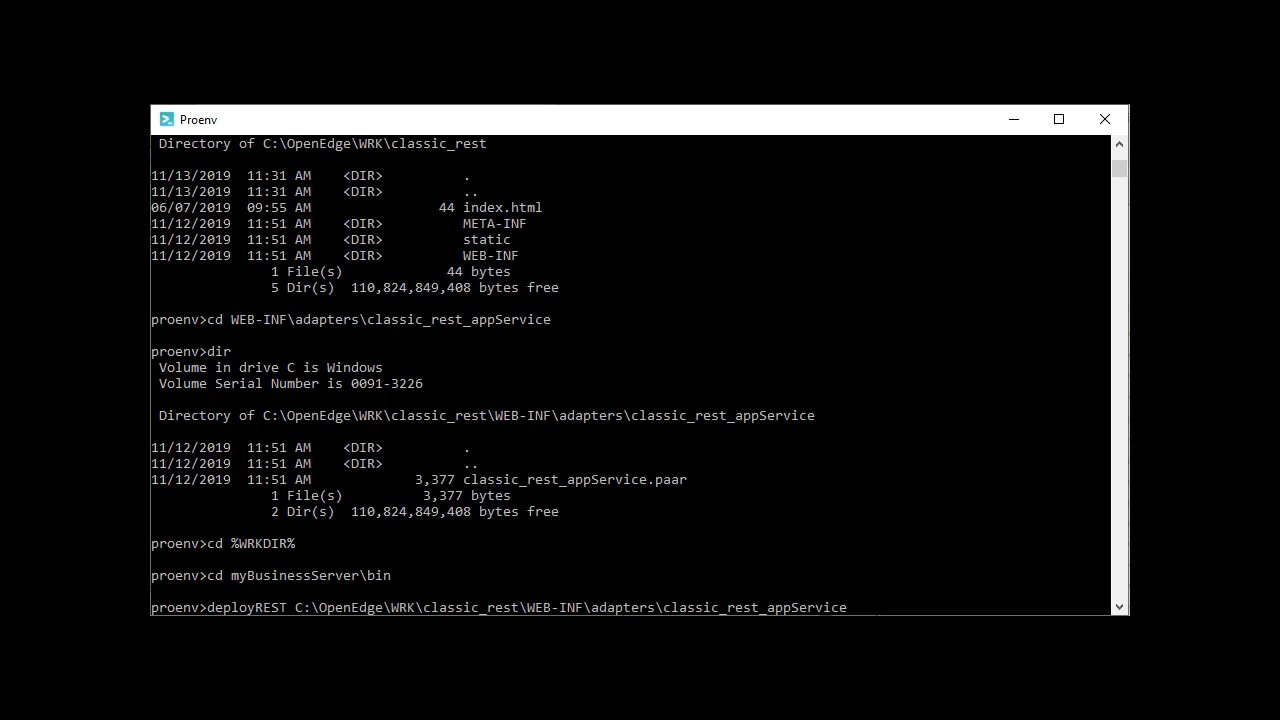 Proenv
Directory of C:\OpenEdge\WRK\classic_rest
11/13/2019  11:31 AM    <DIR>          .
11/13/2019  11:31 AM    <DIR>          ..
06/07/2019  09:55 AM                44 index.html
11/12/2019  11:51 AM    <DIR>          META-INF
11/12/2019  11:51 AM    <DIR>          static
11/12/2019  11:51 AM    <DIR>          WEB-INF
1 File(s)             44 bytes
5 Dir(s)  110,824,849,408 bytes free
proenv>cd WEB-INF\adapters\classic_rest_appService
proenv>dir
Volume in drive C is Windows
Volume Serial Number is 0091-3226
Directory of C:\OpenEdge\WRK\classic_rest\WEB-INF\adapters\classic_rest_appService
11/12/2019  11:51 AM    <DIR>          .
11/12/2019  11:51 AM    <DIR>          ..
11/12/2019  11:51 AM             3,377 classic_rest_appService.paar
1 File(s)          3,377 bytes
2 Dir(s)  110,824,849,408 bytes free
proenv>cd %WRKDIR%
proenv>cd myBusinessServer\bin
proenv>deployREST C:\OpenEdge\WRK\classic_rest\WEB-INF\adapters\classic_rest_appService